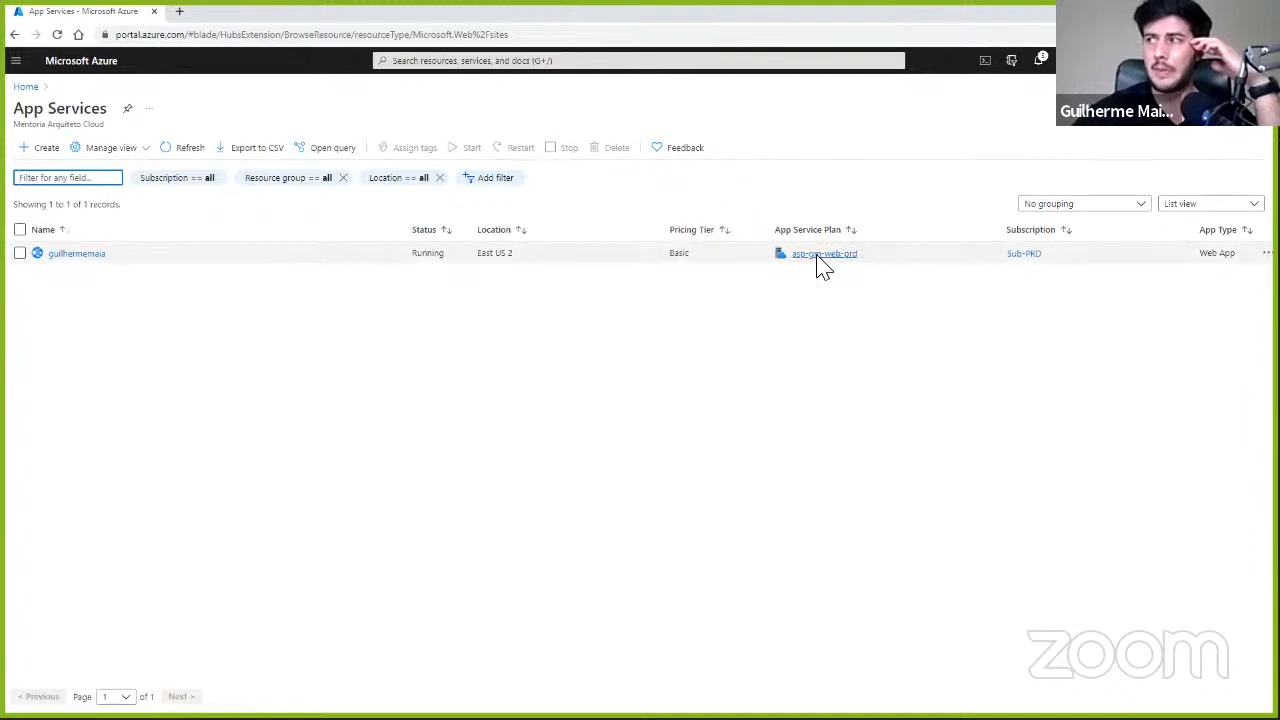 App Services - Microsoft Azure
portal.azure.com/#blade/HubsExtension/BrowseResource/resourceType/Microsoft.Web%2Fsites
Microsoft Azure
Search resources, services, and docs (G+/)
3
Guilherme Mai...
Home
App Services
Mentoria Arquiteto Cloud
Create Manage view Refresh Export to CSV Open query Assign tags Start Restart Stop Delete Feedback
Filter for any field... Subscription == all Resource group == all Location == all Add filter
Showing 1 to 1 of 1 records. No grouping List view
Name Status Location Pricing Tier App Service Plan Subscription App Type
guilhermemaia Running East US 2 Basic asp-gm-web-prd Sub-PRD Web App
zoom
< Previous Page 1 of 1 Next >